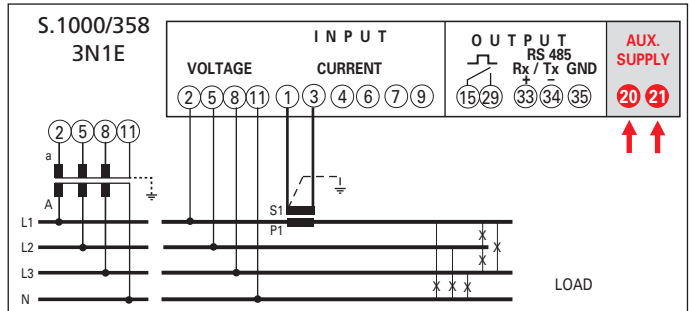 S.1000/358
3N1E
INPUT
VOLTAGE CURRENT
2 5 8 11 1 3 4 6 7 9
OUTPUT
RS 485
Rx / Tx GND
+ −
15 29 33 34 35
AUX.
SUPPLY
20 21
2 5 8 11
a
A
S1
P1
L1
L2
L3
N
X
X
X X X
LOAD